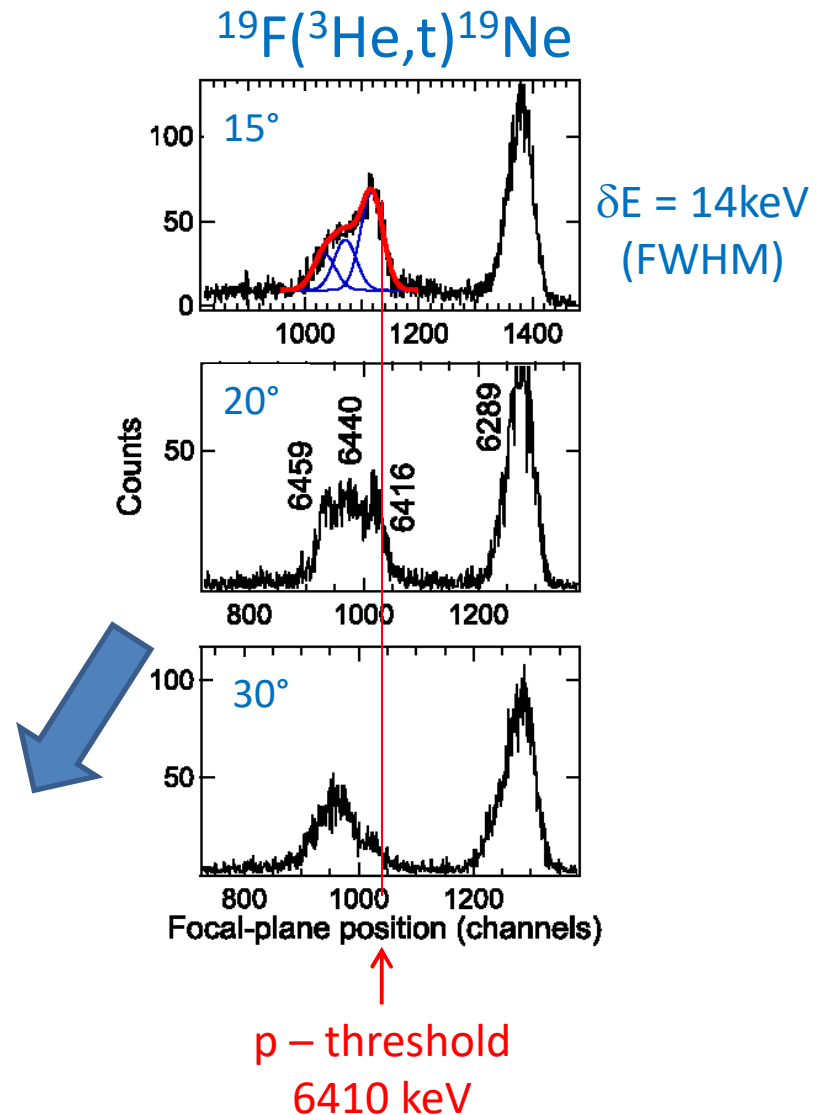 ¹⁹F(³He,t)¹⁹Ne
15°
100
50
0
1000 1200 1400
δE = 14keV
(FWHM)
20°
Counts
50
6459
6440
6416
6289
800 1000 1200
30°
100
50
800 1000 1200
Focal-plane position (channels)
p – threshold
6410 keV